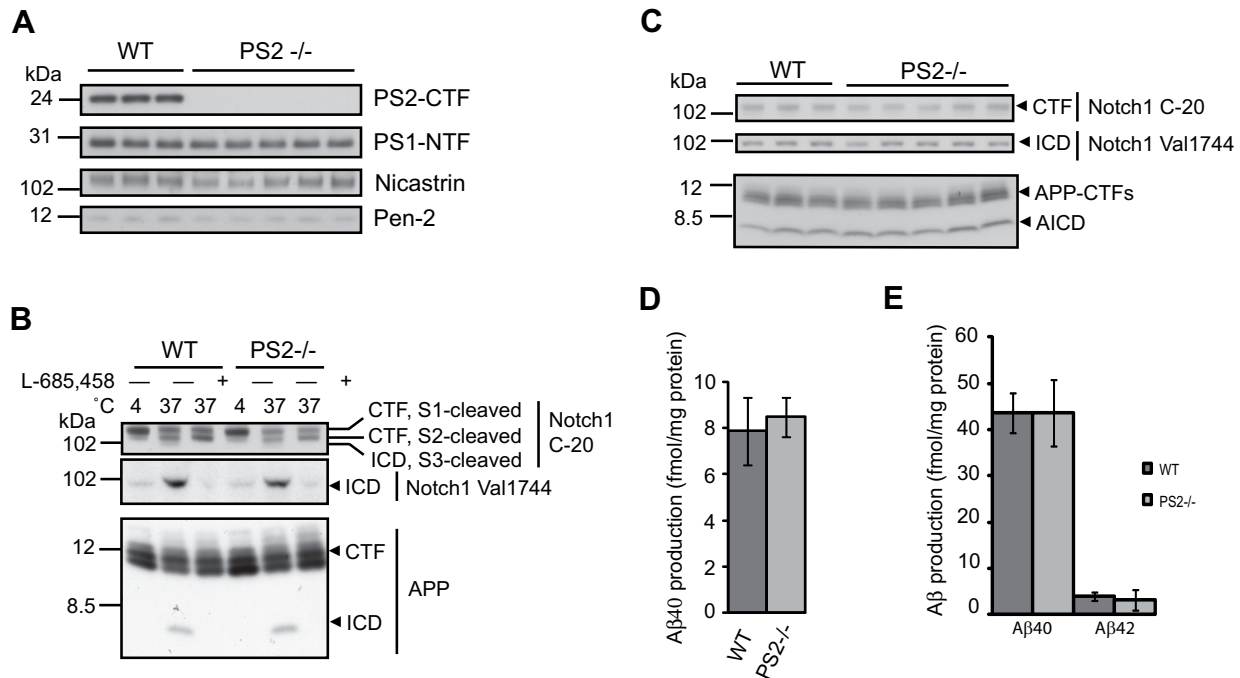 A
WT PS2 -/-
kDa
24 PS2-CTF
31 PS1-NTF
102 Nicastrin
12 Pen-2
B
WT PS2-/-
L-685,458 — — + — — +
˚C 4 37 37 4 37 37
kDa
102
CTF, S1-cleaved
CTF, S2-cleaved
ICD, S3-cleaved
Notch1
C-20
102 ICD Notch1 Val1744
12 CTF
APP
8.5 ICD
C
WT PS2-/-
kDa
102 CTF Notch1 C-20
102 ICD Notch1 Val1744
12 APP-CTFs
8.5 AICD
D
Aβ40 production (fmol/mg protein)
10
8
6
4
2
0
WT
PS2-/-
E
Aβ production (fmol/mg protein)
60
50
40
30
20
10
0
Aβ40 Aβ42
WT
PS2-/-